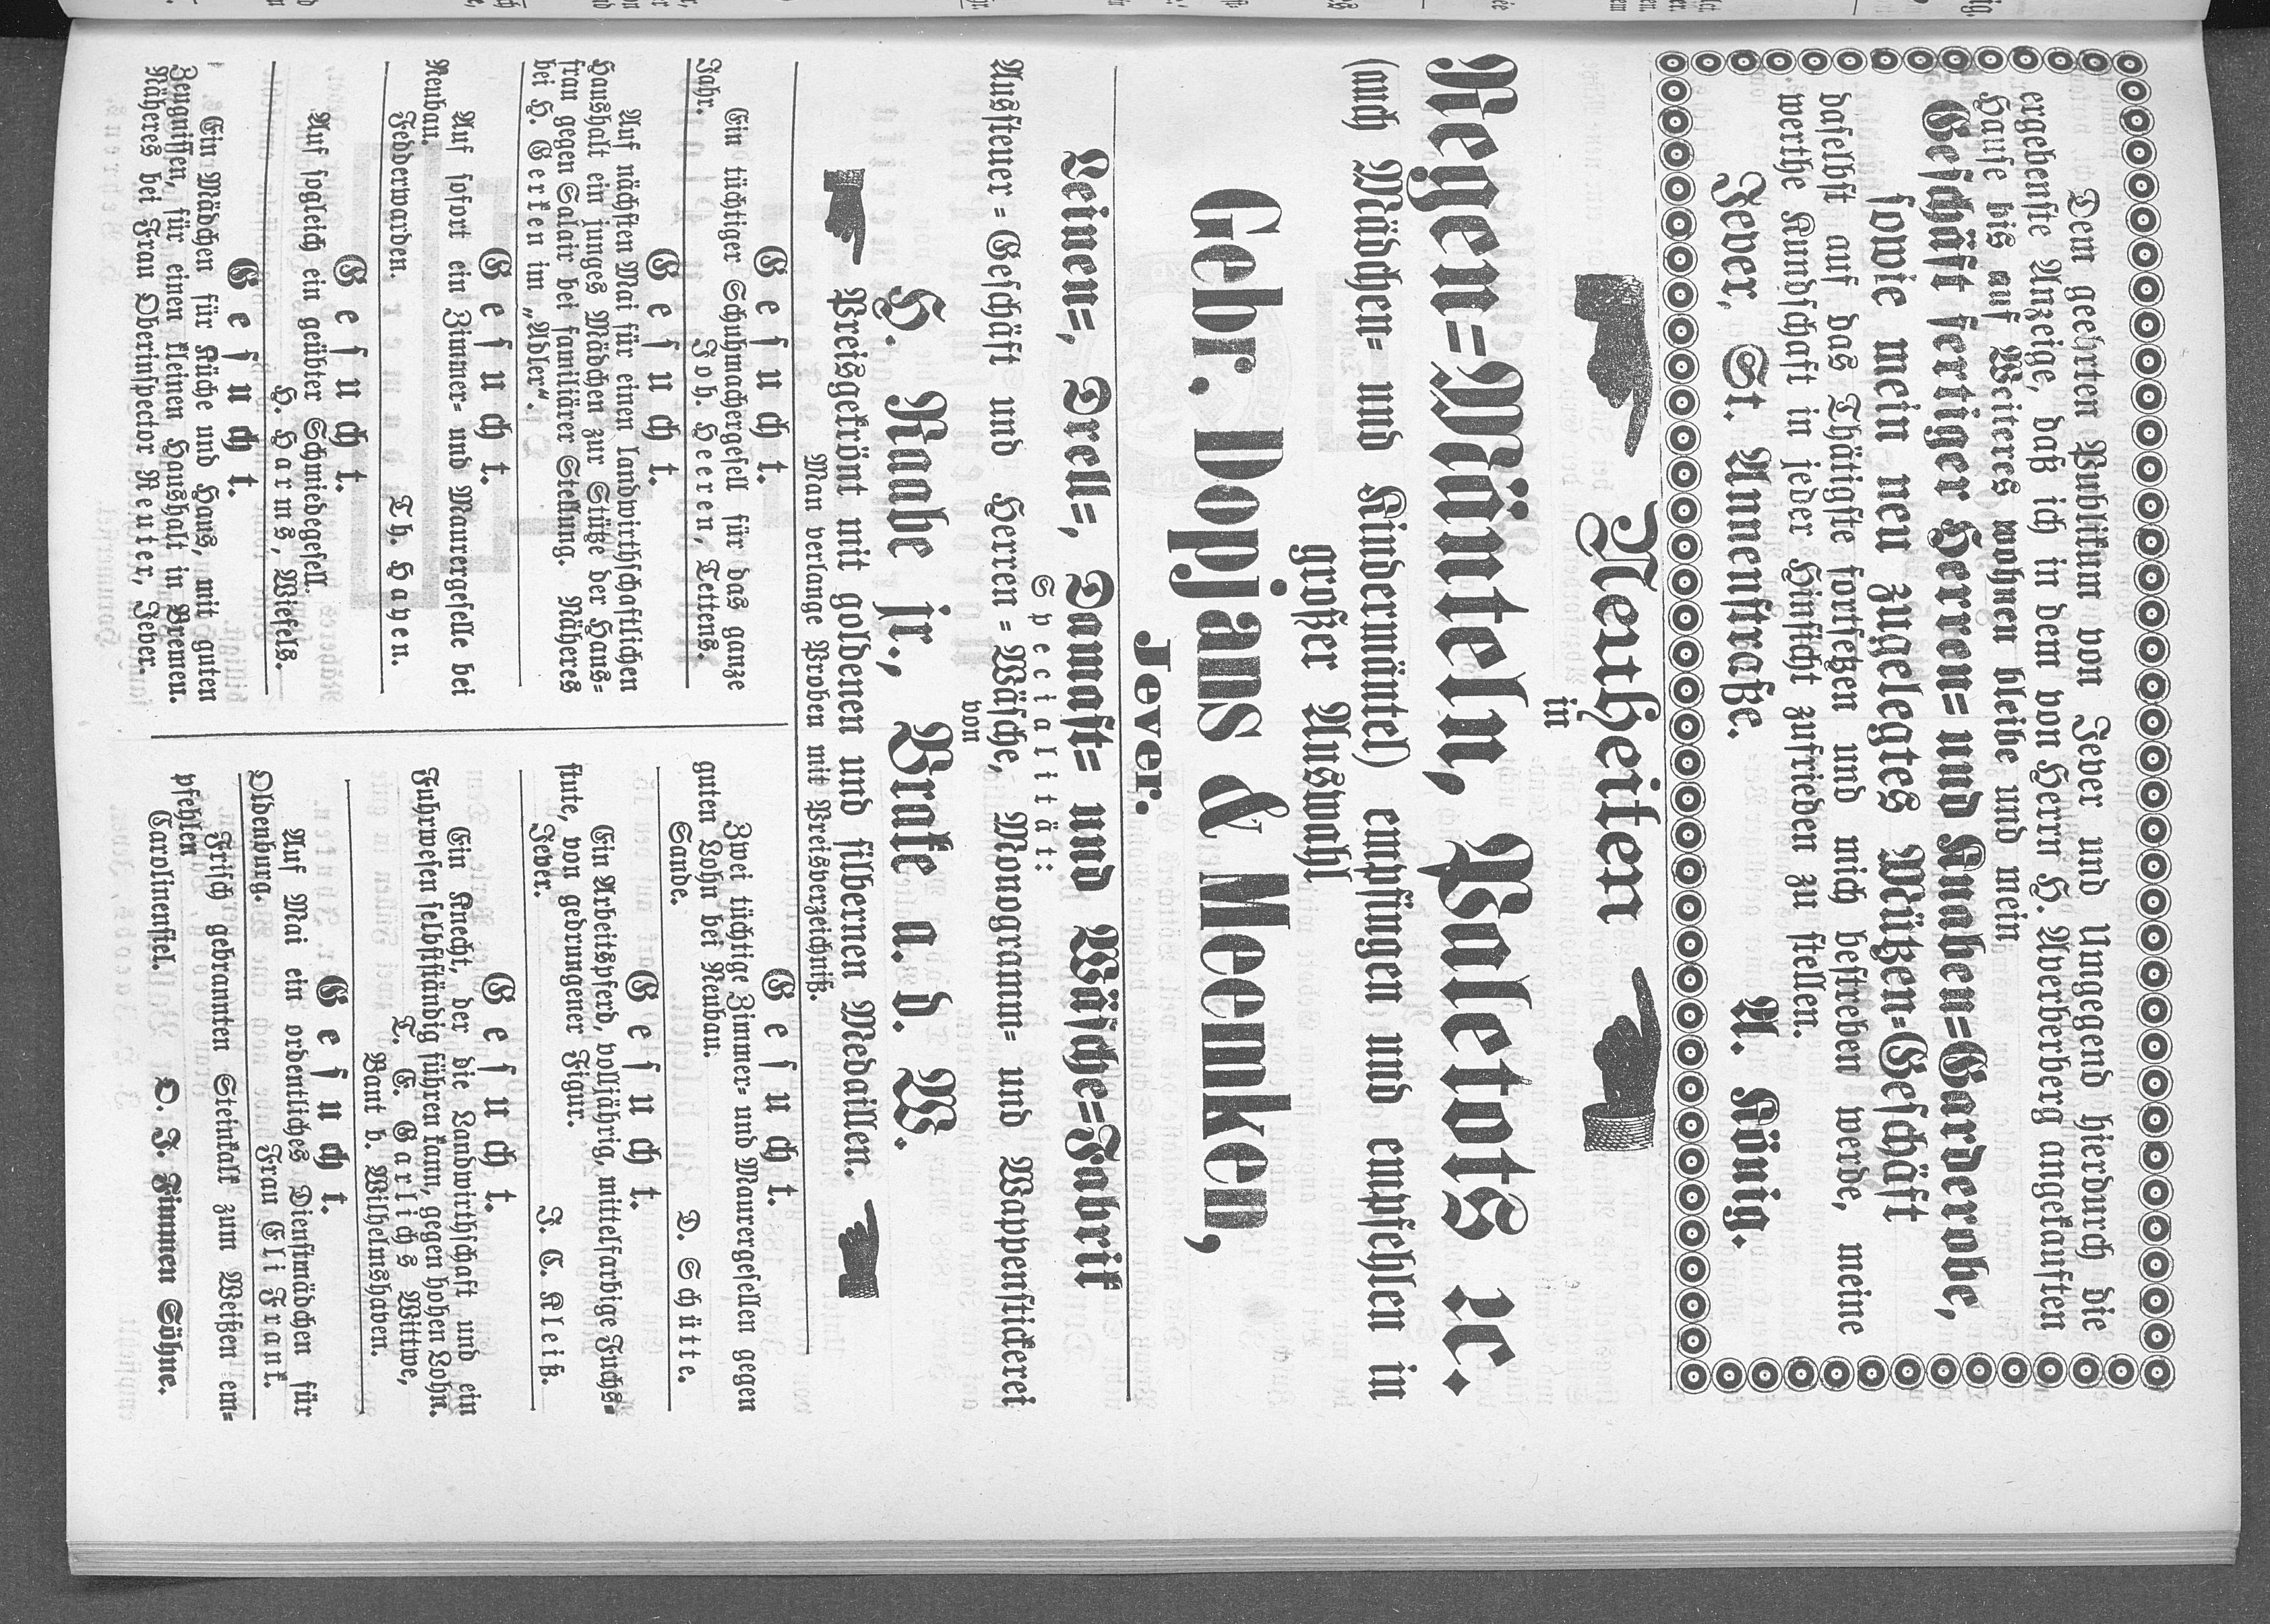 Dem geehrten Publikum von Jever und Umgegend hierdurch die
ergebenste Anzeige, daß ich in dem von Herrn H. Aberherberg angekauften
Hause bis auf Weiteres wohnen bleibe und mein
Geschäft fertiger Herren= und Knaben=Garderobe,
sowie mein neu zugelegtes Mützen=Geschäft
daselbst auf das Thätigste fortsetzen und mich bestreben werde, meine
werthe Kundschaft in jeder Hinsicht zufrieden zu stellen.
Jever, St. Annenstraße. A. König.
Neuheiten
in
Regen=Mänteln, Paletots ꝛc.
(auch Mädchen= und Kindermäntel) empfingen und empfehlen in
großer Auswahl
Gebr. Dopjans & Meemken,
Jever.
Leinen=, Drell=, Damast= und Wäsche=Fabrik
Specialität:
Aussteuer=Geschäft und Herren=Wäsche, Monogramm= und Wappenstickerei
von
H. Raabe jr., Brake a. d. W.
Preisgekrönt mit goldenen und silbernen Medaillen.
Man verlange Proben mit Preisverzeichniß.
Gesucht.
Ein tüchtiger Schuhmachergesell für das ganze
Jahr. Joh. Heeren, Tettens.
Gesucht.
Auf nächsten Mai für einen landwirthschaftlichen
Haushalt ein junges Mädchen zur Stütze der Haus=
frau gegen Salair bei familiärer Stellung. Näheres
bei H. Gerken im „Adler“.
Gesucht.
Auf sofort ein Zimmer= und Maurergeselle bei
Neubau.
Fedderwarden. Th. Hayen.
Gesucht.
Auf sogleich ein geübter Schmiedegesell.
H. Harms, Wiefels.
Gesucht.
Ein Mädchen für Küche und Haus, mit guten
Zeugnissen, für einen kleinen Haushalt in Bremen.
Näheres bei Frau Oberinspector Reuter, Jever.
Gesucht.
Zwei tüchtige Zimmer= und Maurergesellen gegen
guten Lohn bei Neubau.
Sande. D. Schütte.
Gesucht.
Ein Arbeitspferd, volljährig, mittelfarbige Fuchs=
stute, von gedrungener Figur.
Jever. J. C. Kleiß.
Gesucht.
Ein Knecht, der die Landwirthschaft und ein
Fuhrwesen selbstständig führen kann, gegen hohen Lohn.
T. G. Garlichs Wittwe,
Bant b. Wilhelmshaven.
Gesucht.
Auf Mai ein ordentliches Dienstmädchen für
Oldenburg. Frau Eli Frank.
Frisch gebrannten Steinkalk zum Weißen em=
pfehlen
Carolinensiel. D. J. Fimmen Söhne.